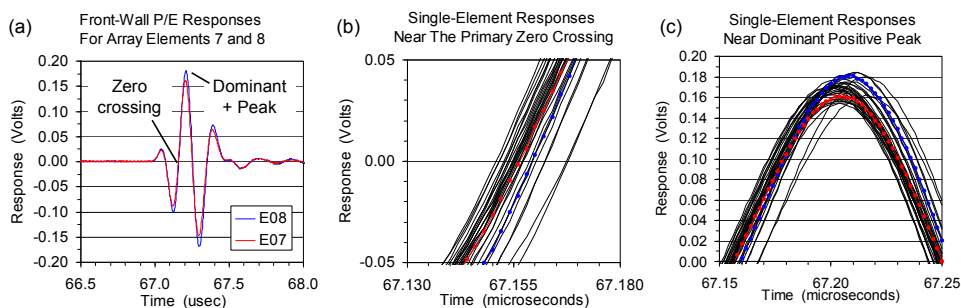 (a)
Front-Wall P/E Responses
For Array Elements 7 and 8
0.20
0.15
0.10
0.05
0.00
-0.05
-0.10
-0.15
-0.20
Response (Volts)
Zero
crossing
Dominant
+ Peak
E08
E07
66.5
67.0
67.5
68.0
Time (usec)
(b)
Single-Element Responses
Near The Primary Zero Crossing
0.05
0.00
-0.05
Response (Volts)
67.130
67.155
67.180
Time (microseconds)
(c)
Single-Element Responses
Near Dominant Positive Peak
0.20
0.18
0.16
0.14
0.12
0.10
0.08
0.06
0.04
0.02
0.00
Response (Volts)
67.15
67.20
67.25
Time (microseconds)